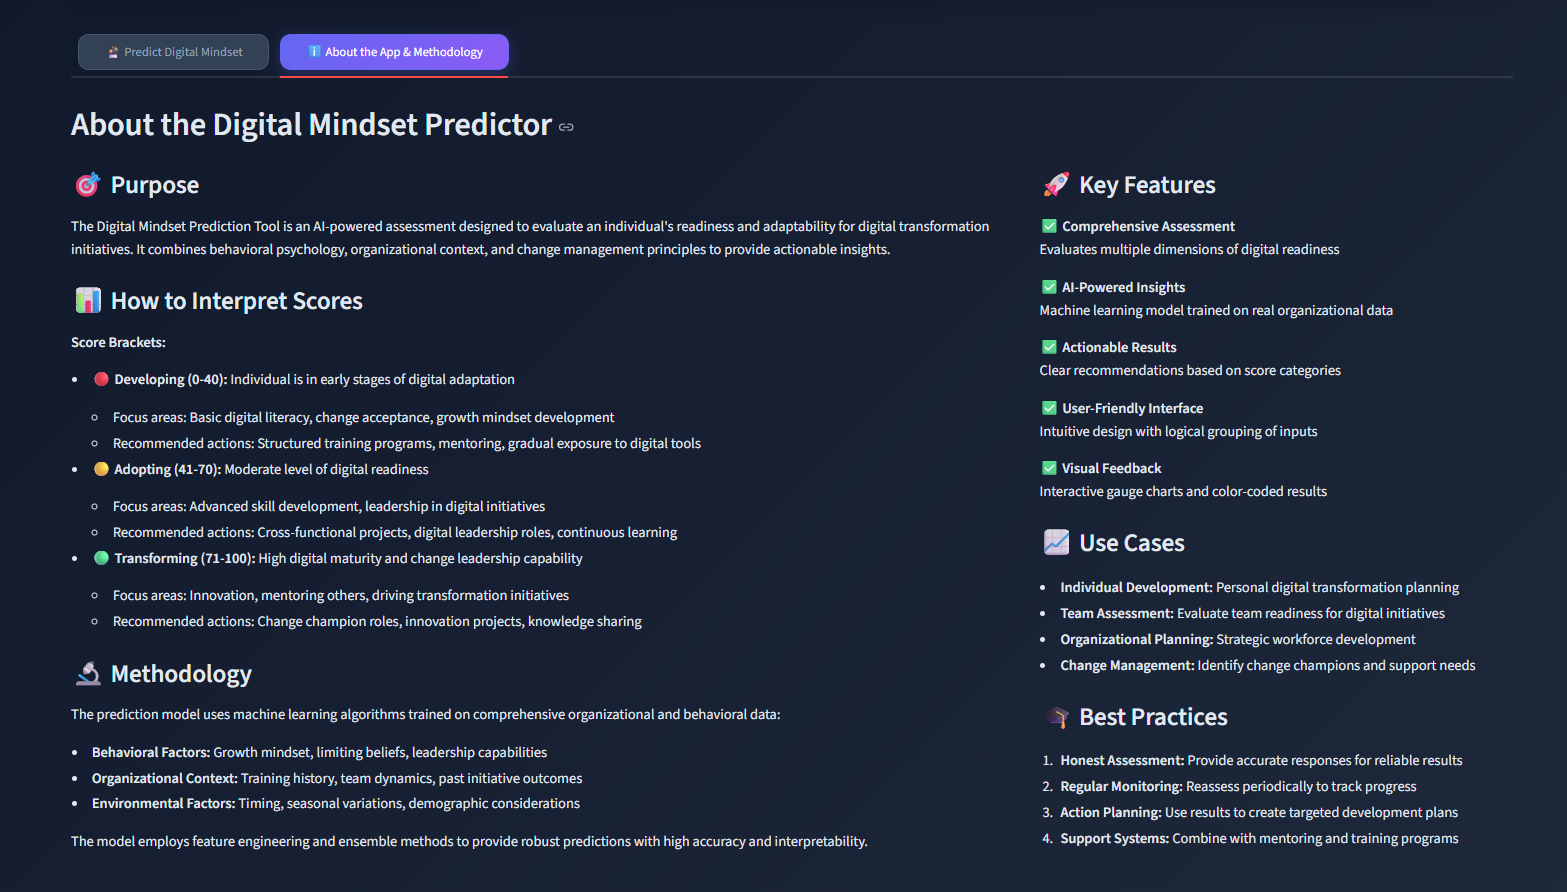 Predict Digital Mindset
About the App & Methodology
About the Digital Mindset Predictor
Purpose
The Digital Mindset Prediction Tool is an AI-powered assessment designed to evaluate an individual's readiness and adaptability for digital transformation
initiatives. It combines behavioral psychology, organizational context, and change management principles to provide actionable insights.
How to Interpret Scores
Score Brackets:
• Developing (0-40): Individual is in early stages of digital adaptation
◦ Focus areas: Basic digital literacy, change acceptance, growth mindset development
◦ Recommended actions: Structured training programs, mentoring, gradual exposure to digital tools
• Adopting (41-70): Moderate level of digital readiness
◦ Focus areas: Advanced skill development, leadership in digital initiatives
◦ Recommended actions: Cross-functional projects, digital leadership roles, continuous learning
• Transforming (71-100): High digital maturity and change leadership capability
◦ Focus areas: Innovation, mentoring others, driving transformation initiatives
◦ Recommended actions: Change champion roles, innovation projects, knowledge sharing
Methodology
The prediction model uses machine learning algorithms trained on comprehensive organizational and behavioral data:
• Behavioral Factors: Growth mindset, limiting beliefs, leadership capabilities
• Organizational Context: Training history, team dynamics, past initiative outcomes
• Environmental Factors: Timing, seasonal variations, demographic considerations
The model employs feature engineering and ensemble methods to provide robust predictions with high accuracy and interpretability.
Key Features
Comprehensive Assessment
Evaluates multiple dimensions of digital readiness
AI-Powered Insights
Machine learning model trained on real organizational data
Actionable Results
Clear recommendations based on score categories
User-Friendly Interface
Intuitive design with logical grouping of inputs
Visual Feedback
Interactive gauge charts and color-coded results
Use Cases
• Individual Development: Personal digital transformation planning
• Team Assessment: Evaluate team readiness for digital initiatives
• Organizational Planning: Strategic workforce development
• Change Management: Identify change champions and support needs
Best Practices
1. Honest Assessment: Provide accurate responses for reliable results
2. Regular Monitoring: Reassess periodically to track progress
3. Action Planning: Use results to create targeted development plans
4. Support Systems: Combine with mentoring and training programs